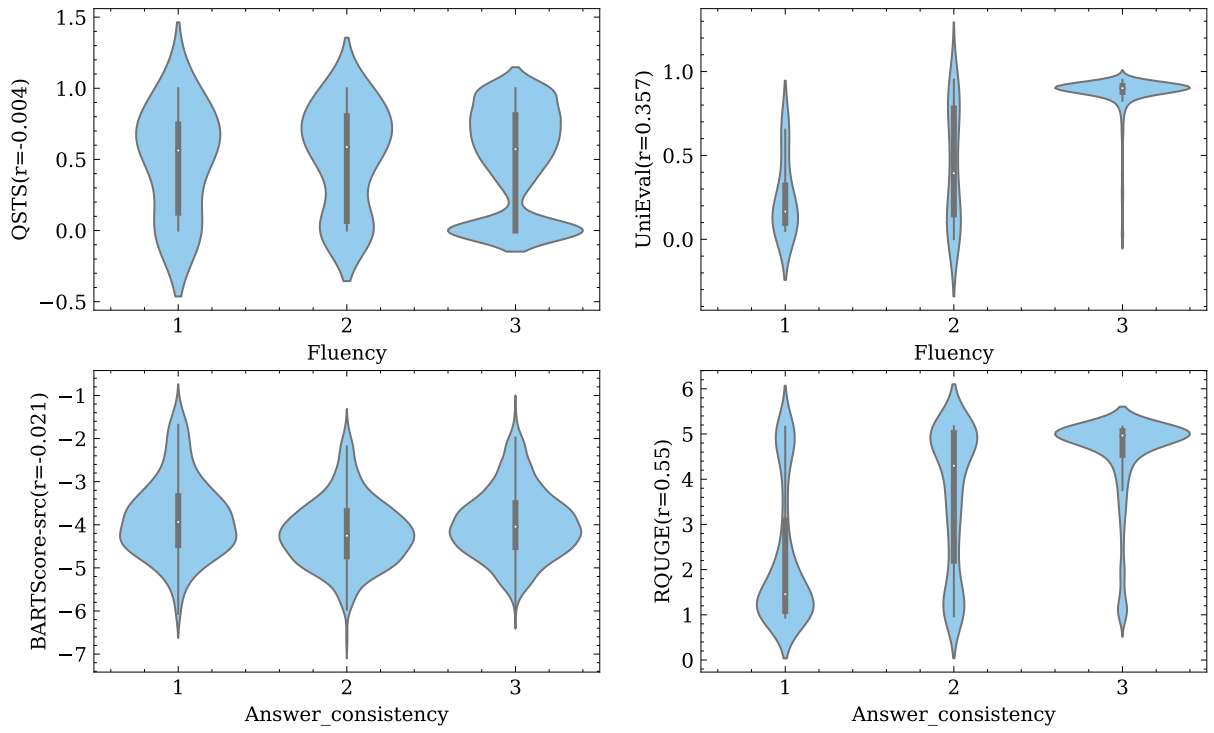 QSTS(r=-0.004)
1.5
1.0
0.5
0.0
−0.5
1 2 3
Fluency
UniEval(r=0.357)
1.0
0.5
0.0
1 2 3
Fluency
BARTScore-src(r=-0.021)
−1
−2
−3
−4
−5
−6
−7
1 2 3
Answer_consistency
RQUGE(r=0.55)
6
5
4
3
2
1
0
1 2 3
Answer_consistency